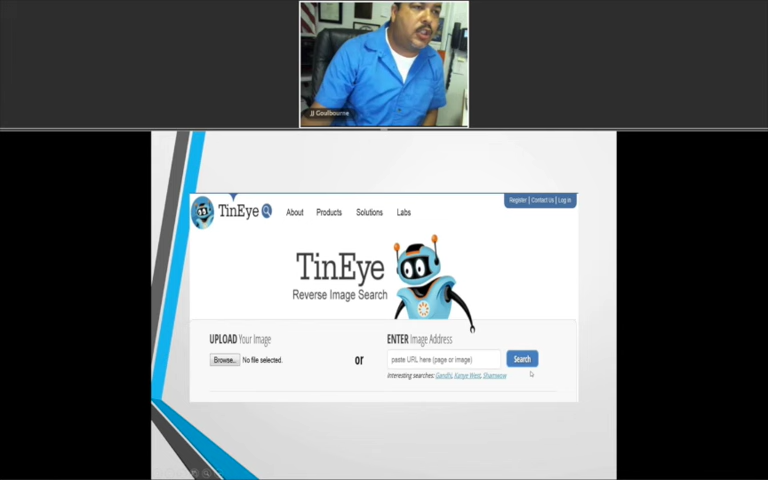 JJ Coulbourne
TinEye
About Products Solutions Labs
Register | Contact Us | Log in
TinEye
Reverse Image Search
UPLOAD Your Image
ENTER Image Address
Browse... No file selected.
or
paste URL here (page or image)
Search
Interesting searches: Gandhi, Kanye West, Shamwow